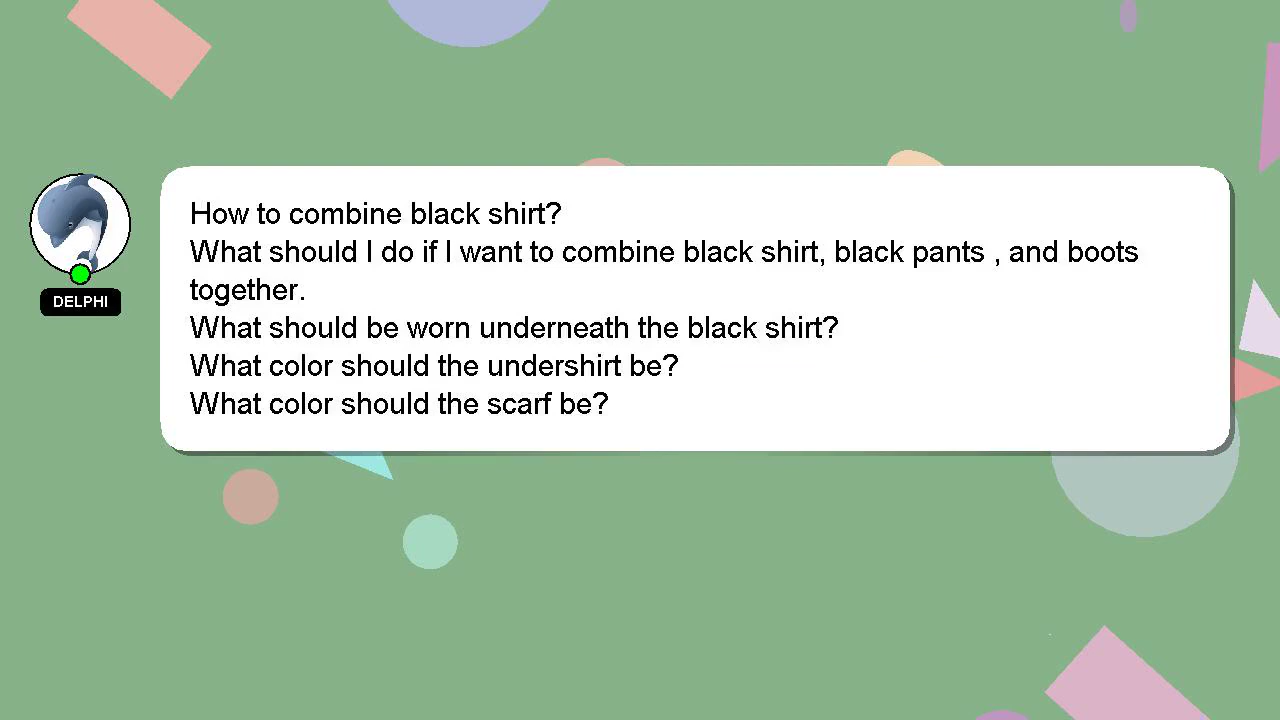 How to combine black shirt?
What should I do if I want to combine black shirt, black pants , and boots
together.
What should be worn underneath the black shirt?
What color should the undershirt be?
What color should the scarf be?
DELPHI